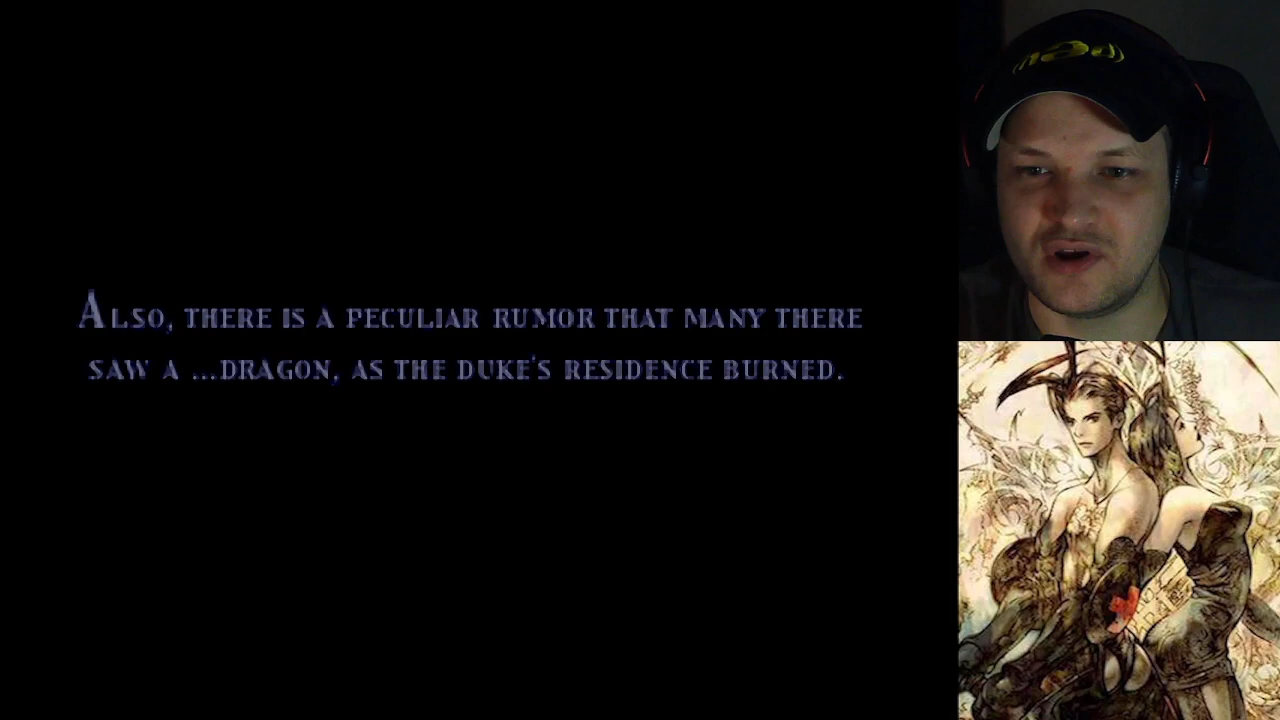 Also, there is a peculiar rumor that many there
saw a ...dragon, as the duke's residence burned.